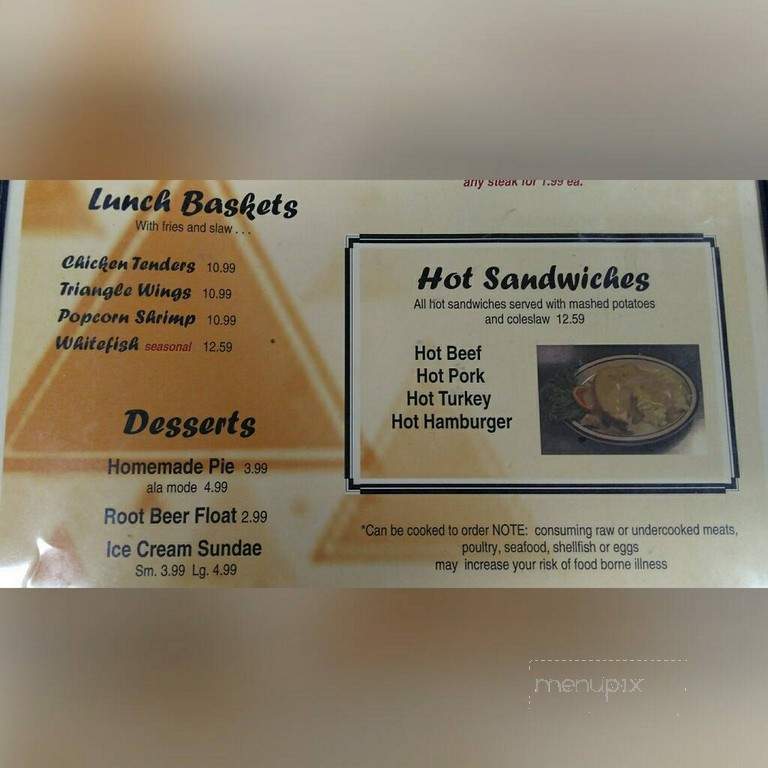 any steak for 1.99 ea.
Lunch Baskets
With fries and slaw . . .
Chicken Tenders 10.99
Triangle Wings 10.99
Popcorn Shrimp 10.99
Whitefish seasonal 12.59
Desserts
Homemade Pie 3.99
ala mode 4.99
Root Beer Float 2.99
Ice Cream Sundae
Sm. 3.99 Lg. 4.99
Hot Sandwiches
All hot sandwiches served with mashed potatoes
and coleslaw 12.59
Hot Beef
Hot Pork
Hot Turkey
Hot Hamburger
*Can be cooked to order NOTE: consuming raw or undercooked meats,
poultry, seafood, shellfish or eggs
may increase your risk of food borne illness
menupix